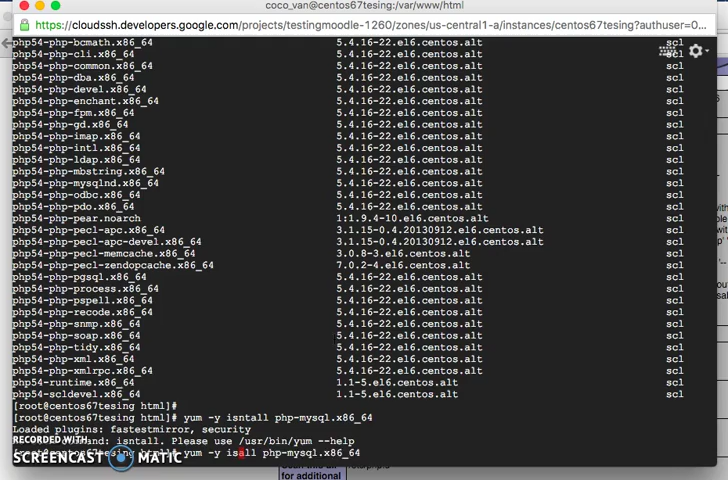 coco_van@centos67tesing:/var/www/html
https://cloudssh.developers.google.com/projects/testingmoodle-1260/zones/us-central1-a/instances/centos67tesing?authuser=0...
php54-php-bcmath.x86_64 5.4.16-22.el6.centos.alt scl
php54-php-cli.x86_64 5.4.16-22.el6.centos.alt scl
php54-php-common.x86_64 5.4.16-22.el6.centos.alt scl
php54-php-dba.x86_64 5.4.16-22.el6.centos.alt scl
php54-php-devel.x86_64 5.4.16-22.el6.centos.alt scl
php54-php-enchant.x86_64 5.4.16-22.el6.centos.alt scl
php54-php-fpm.x86_64 5.4.16-22.el6.centos.alt scl
php54-php-gd.x86_64 5.4.16-22.el6.centos.alt scl
php54-php-imap.x86_64 5.4.16-22.el6.centos.alt scl
php54-php-intl.x86_64 5.4.16-22.el6.centos.alt scl
php54-php-ldap.x86_64 5.4.16-22.el6.centos.alt scl
php54-php-mbstring.x86_64 5.4.16-22.el6.centos.alt scl
php54-php-mysqlnd.x86_64 5.4.16-22.el6.centos.alt scl
php54-php-odbc.x86_64 5.4.16-22.el6.centos.alt scl
php54-php-pdo.x86_64 5.4.16-22.el6.centos.alt scl
php54-php-pear.noarch 1:1.9.4-10.el6.centos.alt scl
php54-php-pecl-apc.x86_64 3.1.15-0.4.20130912.el6.centos.alt scl
php54-php-pecl-apc-devel.x86_64 3.1.15-0.4.20130912.el6.centos.alt scl
php54-php-pecl-memcache.x86_64 3.0.8-3.el6.centos.alt scl
php54-php-pecl-zendopcache.x86_64 7.0.2-4.el6.centos.alt scl
php54-php-pgsql.x86_64 5.4.16-22.el6.centos.alt scl
php54-php-process.x86_64 5.4.16-22.el6.centos.alt scl
php54-php-pspell.x86_64 5.4.16-22.el6.centos.alt scl
php54-php-recode.x86_64 5.4.16-22.el6.centos.alt scl
php54-php-snmp.x86_64 5.4.16-22.el6.centos.alt scl
php54-php-soap.x86_64 5.4.16-22.el6.centos.alt scl
php54-php-tidy.x86_64 5.4.16-22.el6.centos.alt scl
php54-php-xml.x86_64 5.4.16-22.el6.centos.alt scl
php54-php-xmlrpc.x86_64 5.4.16-22.el6.centos.alt scl
php54-runtime.x86_64 1.1-5.el6.centos.alt scl
php54-scldevel.x86_64 1.1-5.el6.centos.alt scl
[root@centos67tesing html]#
[root@centos67tesing html]# yum -y isntall php-mysql.x86_64
Loaded plugins: fastestmirror, security
command: isntall. Please use /usr/bin/yum --help
[root@centos67tesing html]# yum -y isall php-mysql.x86_64
RECORDED WITH
SCREENCAST MATIC
for additional